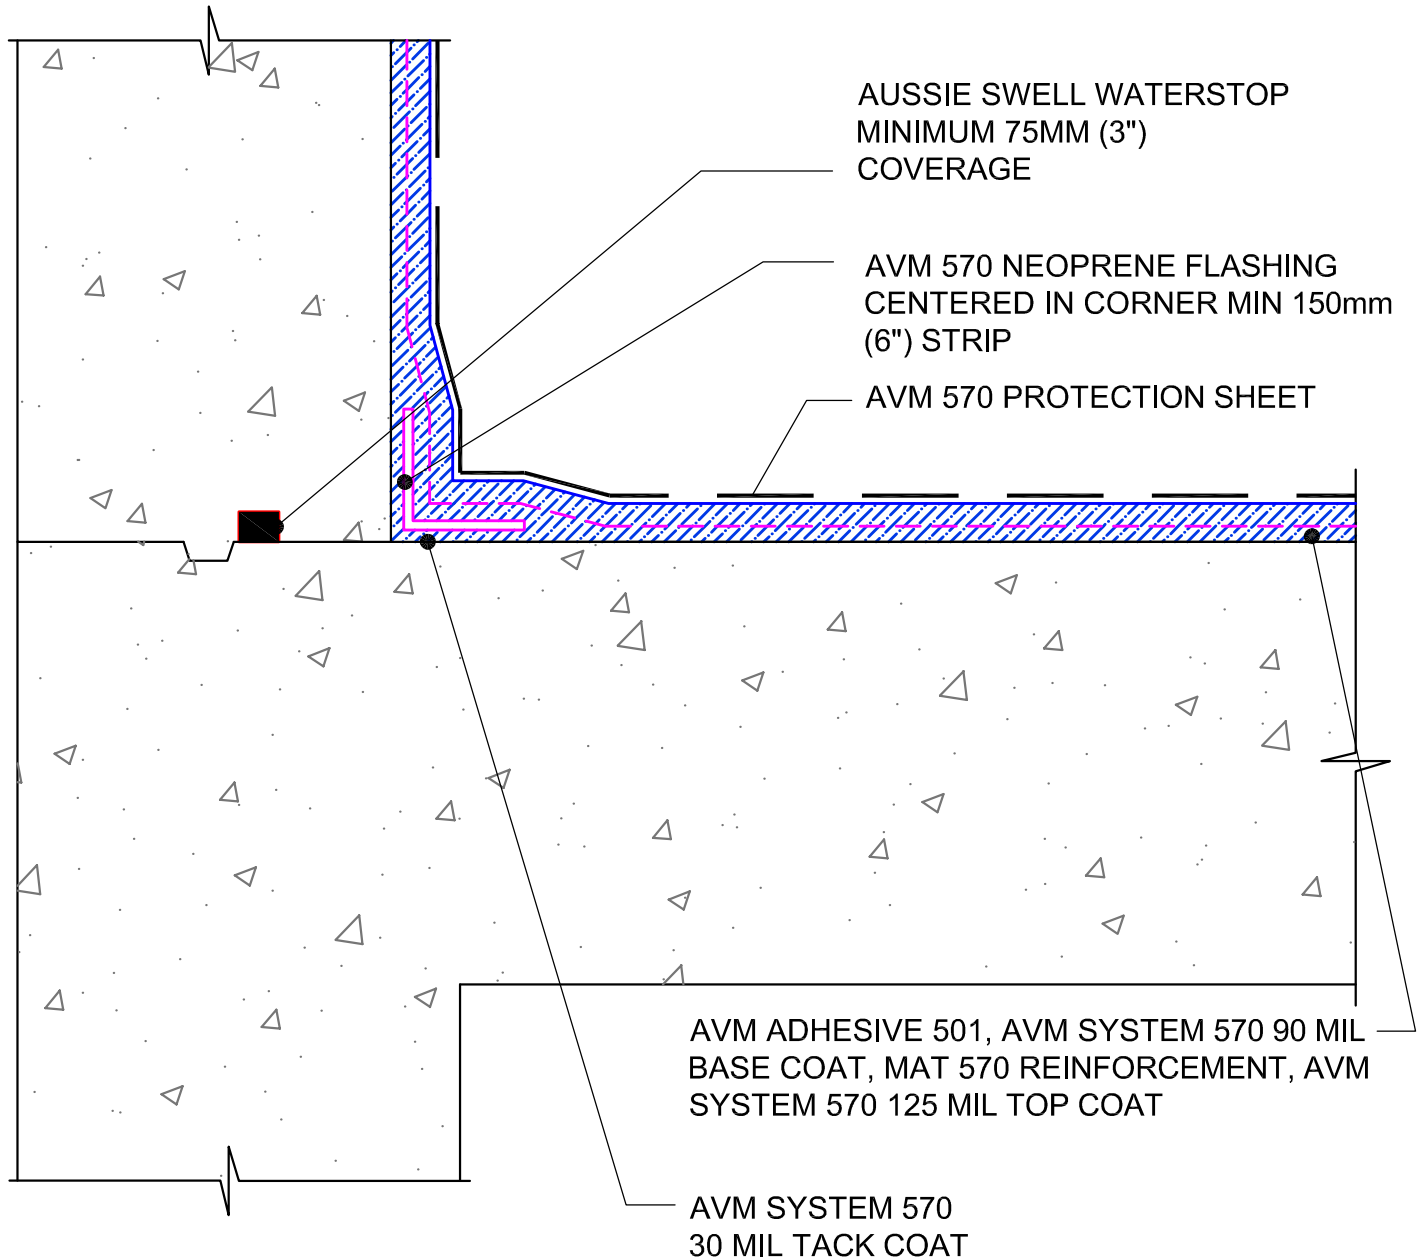 AUSSIE SWELL WATERSTOP
MINIMUM 75MM (3")
COVERAGE
AVM 570 NEOPRENE FLASHING
CENTERED IN CORNER MIN 150mm
(6") STRIP
AVM 570 PROTECTION SHEET
AVM ADHESIVE 501, AVM SYSTEM 570 90 MIL
BASE COAT, MAT 570 REINFORCEMENT, AVM
SYSTEM 570 125 MIL TOP COAT
AVM SYSTEM 570
30 MIL TACK COAT